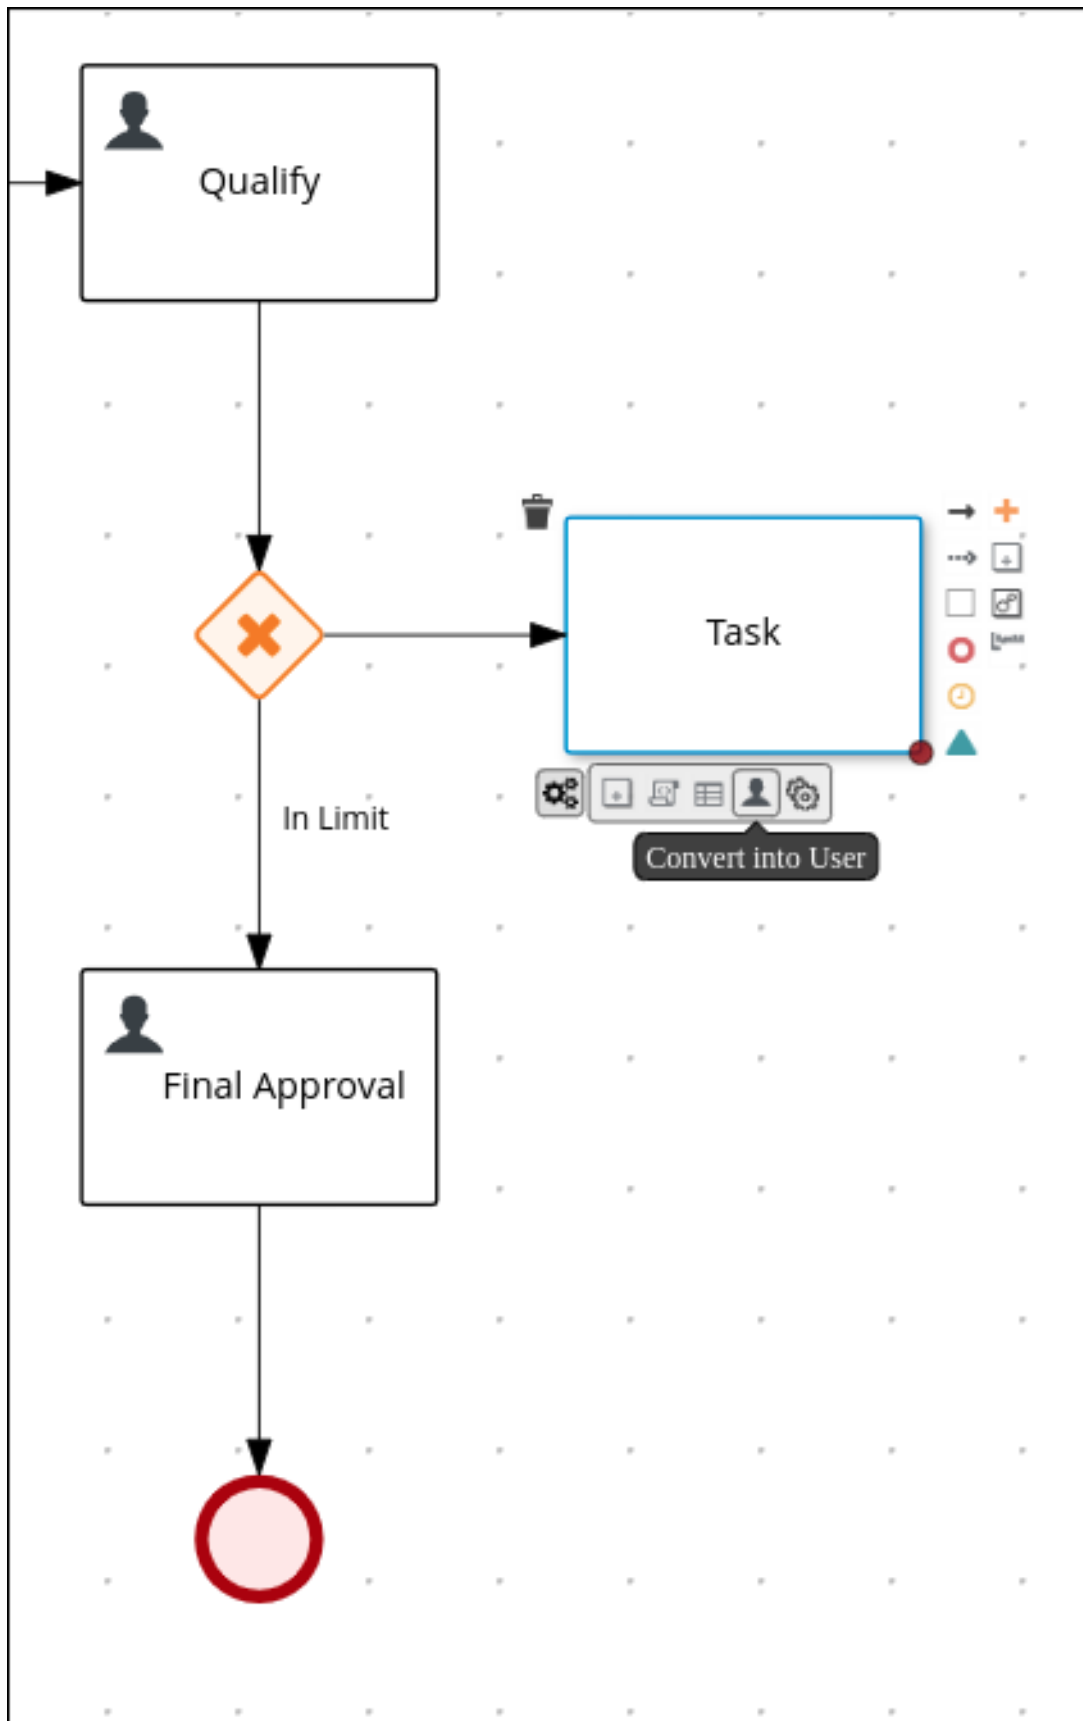 Qualify
Task
In Limit
Convert into User
Final Approval